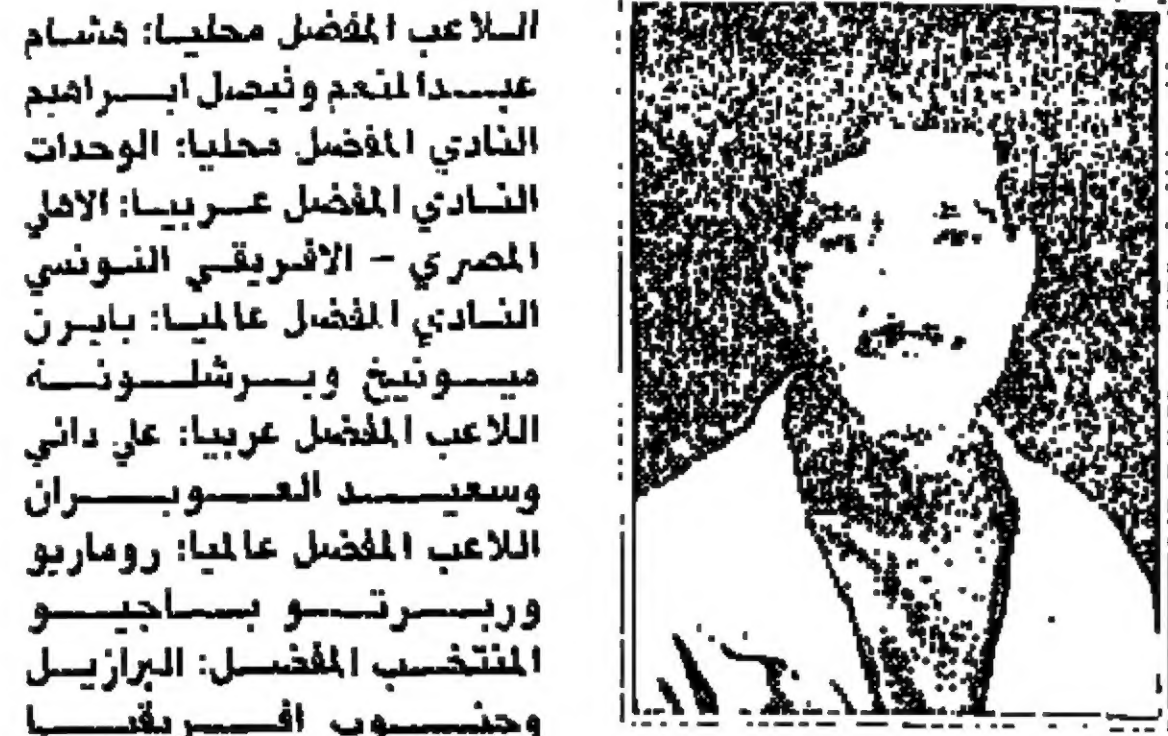 اللاعب المفضل محليا: هشام
عبدالمنعم وفيصل ابراهيم
النادي المفضل محليا: الوحدات
النادي المفضل عربيا: الاهلي
المصري - الافريقي التونسي
النادي المفضل عالميا: بايرن
ميونيخ وبرشلونة
اللاعب المفضل عربيا: علي داني
وسعيد العويران
اللاعب المفضل عالميا: روماريو
وربرتو باجيو
المنتخب المفضل: البرازيل
وجنوب افريقيا